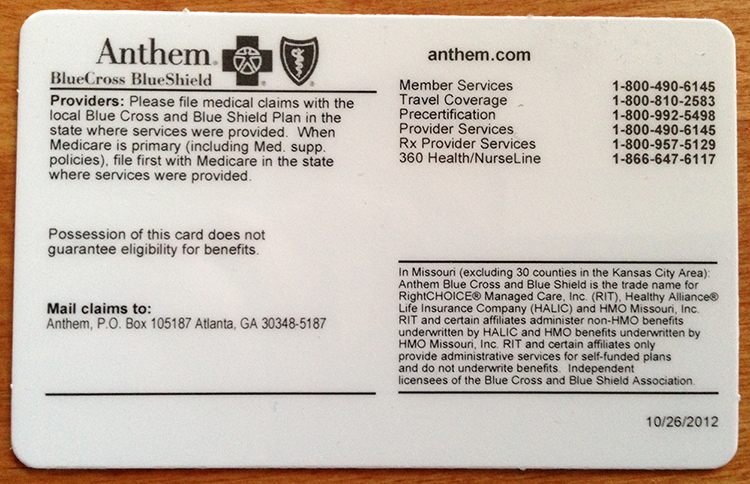 Anthem®
BlueCross BlueShield
Providers: Please file medical claims with the
local Blue Cross and Blue Shield Plan in the
state where services were provided. When
Medicare is primary (including Med. supp.
policies), file first with Medicare in the state
where services were provided.
Possession of this card does not
guarantee eligibility for benefits.
Mail claims to:
Anthem, P.O. Box 105187 Atlanta, GA 30348-5187
anthem.com
Member Services 1-800-490-6145
Travel Coverage 1-800-810-2583
Precertification 1-800-992-5498
Provider Services 1-800-490-6145
Rx Provider Services 1-800-957-5129
360 Health/NurseLine 1-866-647-6117
In Missouri (excluding 30 counties in the Kansas City Area):
Anthem Blue Cross and Blue Shield is the trade name for
RightCHOICE® Managed Care, Inc. (RIT), Healthy Alliance®
Life Insurance Company (HALIC) and HMO Missouri, Inc.
RIT and certain affiliates administer non-HMO benefits
underwritten by HALIC and HMO benefits underwritten by
HMO Missouri, Inc. RIT and certain affiliates only
provide administrative services for self-funded plans
and do not underwrite benefits. Independent
licensees of the Blue Cross and Blue Shield Association.
10/26/2012